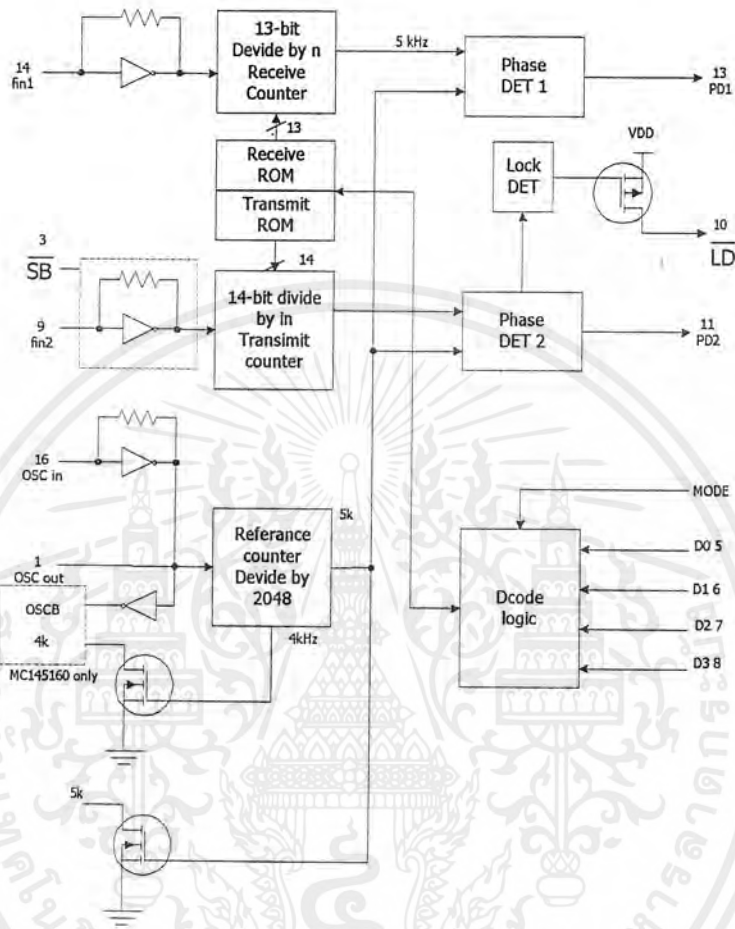 13-bit
Divide by n
Receive
Counter
14
fin1
5 kHz
Phase
DET 1
13
PD1
13
Receive
ROM
Transmit
ROM
Lock
DET
VDD
10
LD
3
SB
9
fin2
14
14-bit divide
by ln
Transimit
counter
Phase
DET 2
11
PD2
16
OSC in
1
OSC out
OSCB
4k
MC145160 only
Referance
counter
Devide by
2048
5k
4kHz
MODE
Dcode
logic
D0 5
D1 6
D2 7
D3 8
5k